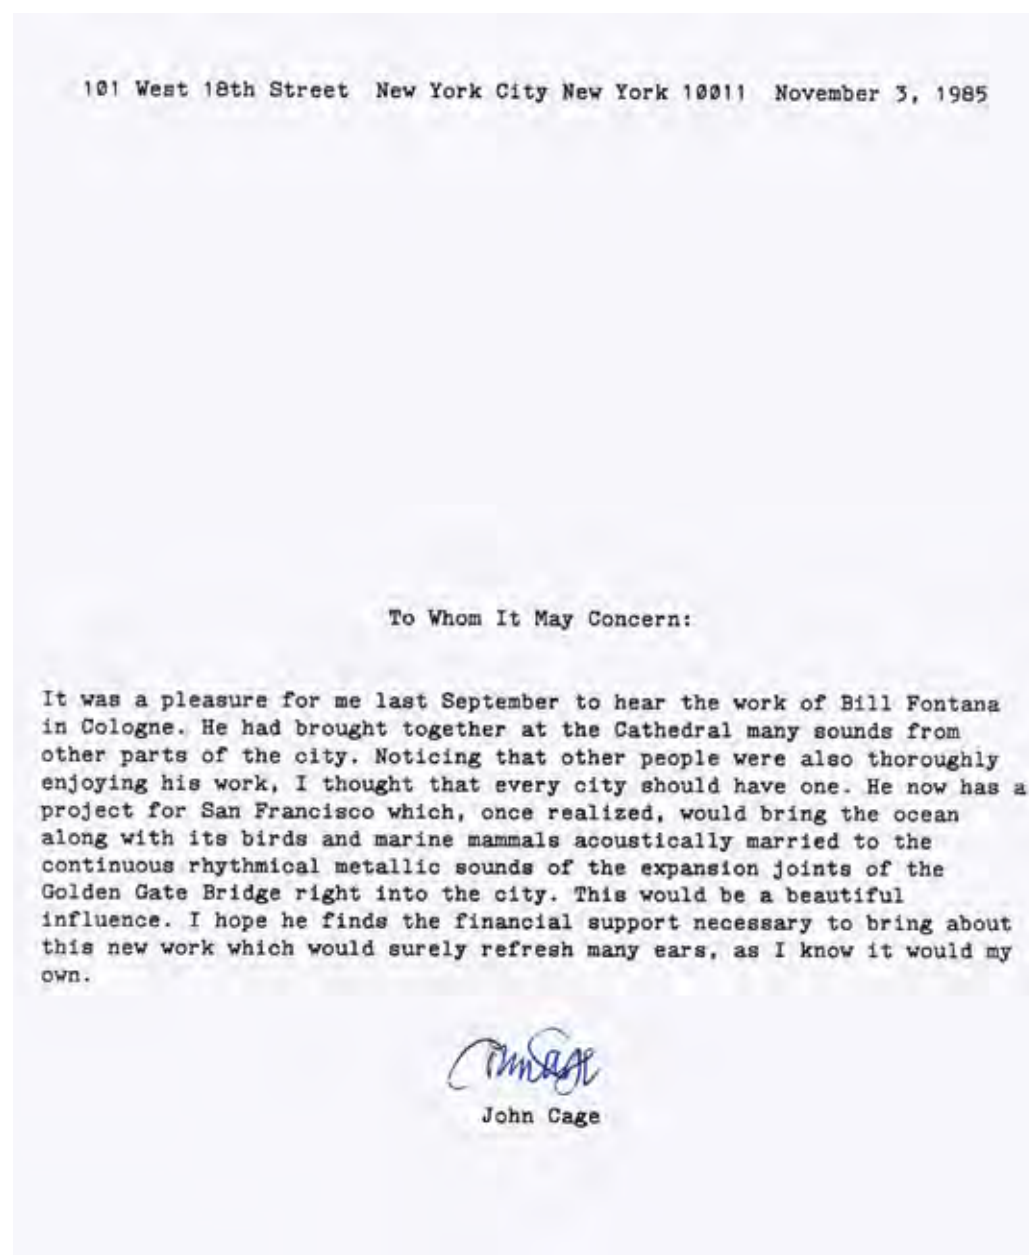 101 West 18th Street  New York City New York 10011  November 3, 1985
To Whom It May Concern:
It was a pleasure for me last September to hear the work of Bill Fontana
in Cologne. He had brought together at the Cathedral many sounds from
other parts of the city. Noticing that other people were also thoroughly
enjoying his work, I thought that every city should have one. He now has a
project for San Francisco which, once realized, would bring the ocean
along with its birds and marine mammals acoustically married to the
continuous rhythmical metallic sounds of the expansion joints of the
Golden Gate Bridge right into the city. This would be a beautiful
influence. I hope he finds the financial support necessary to bring about
this new work which would surely refresh many ears, as I know it would my
own.
John Cage
John Cage